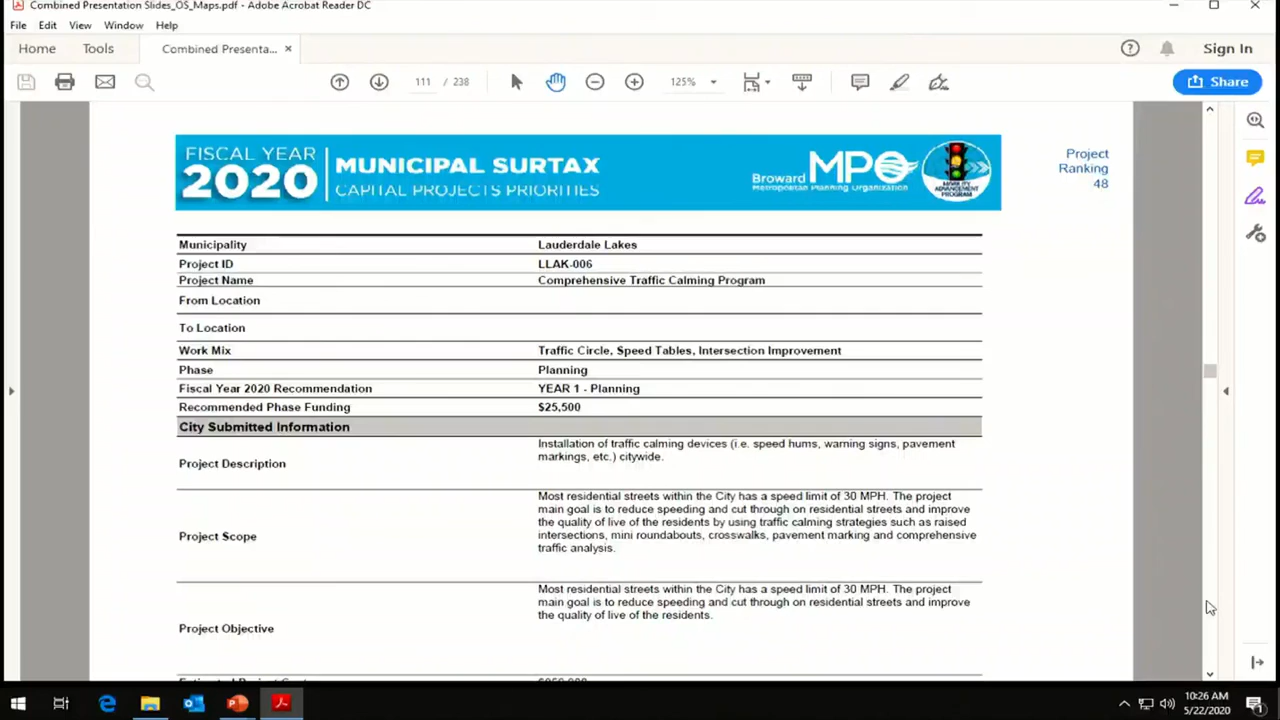 Combined Presentation Slides_OS_Maps.pdf - Adobe Acrobat Reader DC
File Edit View Window Help
Home Tools Combined Presenta... × Sign In
111 / 238 125% Share
FISCAL YEAR
2020
MUNICIPAL SURTAX
CAPITAL PROJECTS PRIORITIES
Broward MPO
Metropolitan Planning Organization
MOBILITY
ADVANCEMENT
PROGRAM
Project
Ranking
48
Municipality Lauderdale Lakes
Project ID LLAK-006
Project Name Comprehensive Traffic Calming Program
From Location
To Location
Work Mix Traffic Circle, Speed Tables, Intersection Improvement
Phase Planning
Fiscal Year 2020 Recommendation YEAR 1 - Planning
Recommended Phase Funding $25,500
City Submitted Information
Project Description
Installation of traffic calming devices (i.e. speed hums, warning signs, pavement
markings, etc.) citywide.
Project Scope
Most residential streets within the City has a speed limit of 30 MPH. The project
main goal is to reduce speeding and cut through on residential streets and improve
the quality of live of the residents by using traffic calming strategies such as raised
intersections, mini roundabouts, crosswalks, pavement marking and comprehensive
traffic analysis.
Project Objective
Most residential streets within the City has a speed limit of 30 MPH. The project
main goal is to reduce speeding and cut through on residential streets and improve
the quality of live of the residents.
10:26 AM
5/22/2020
1